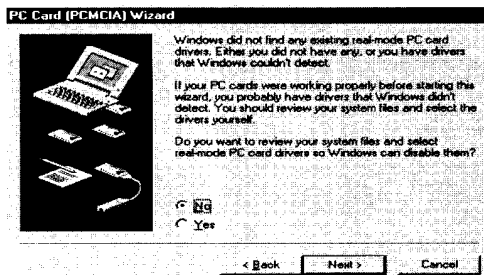 PC Card (PCMCIA) Wizard
Windows did not find any existing real-mode PC card
drivers. Either you did not have any, or you have drivers
that Windows couldn't detect.
If your PC cards were working properly before starting this
wizard, you probably have drivers that Windows didn't
detect. You should review your system files and select the
drivers yourself.
Do you want to review your system files and select
real-mode PC card drivers so Windows can disable them?
No
Yes
< Back
Next >
Cancel